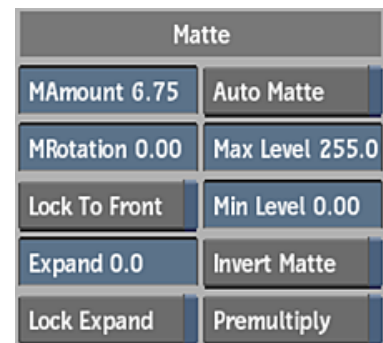 Matte
MAmount 6.75
Auto Matte
MRotation 0.00
Max Level 255.0
Lock To Front
Min Level 0.00
Expand 0.0
Invert Matte
Lock Expand
Premultiply